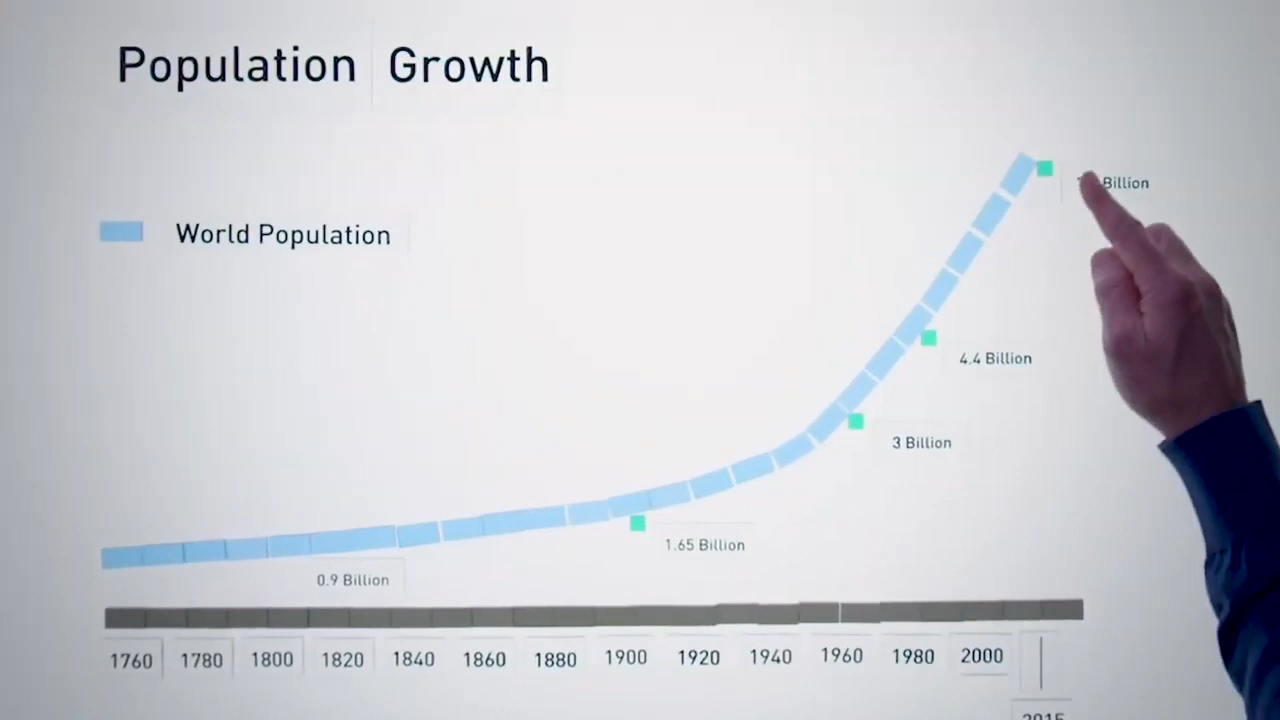 Population Growth
World Population
Billion
4.4 Billion
3 Billion
1.65 Billion
0.9 Billion
1760 1780 1800 1820 1840 1860 1880 1900 1920 1940 1960 1980 2000
2015